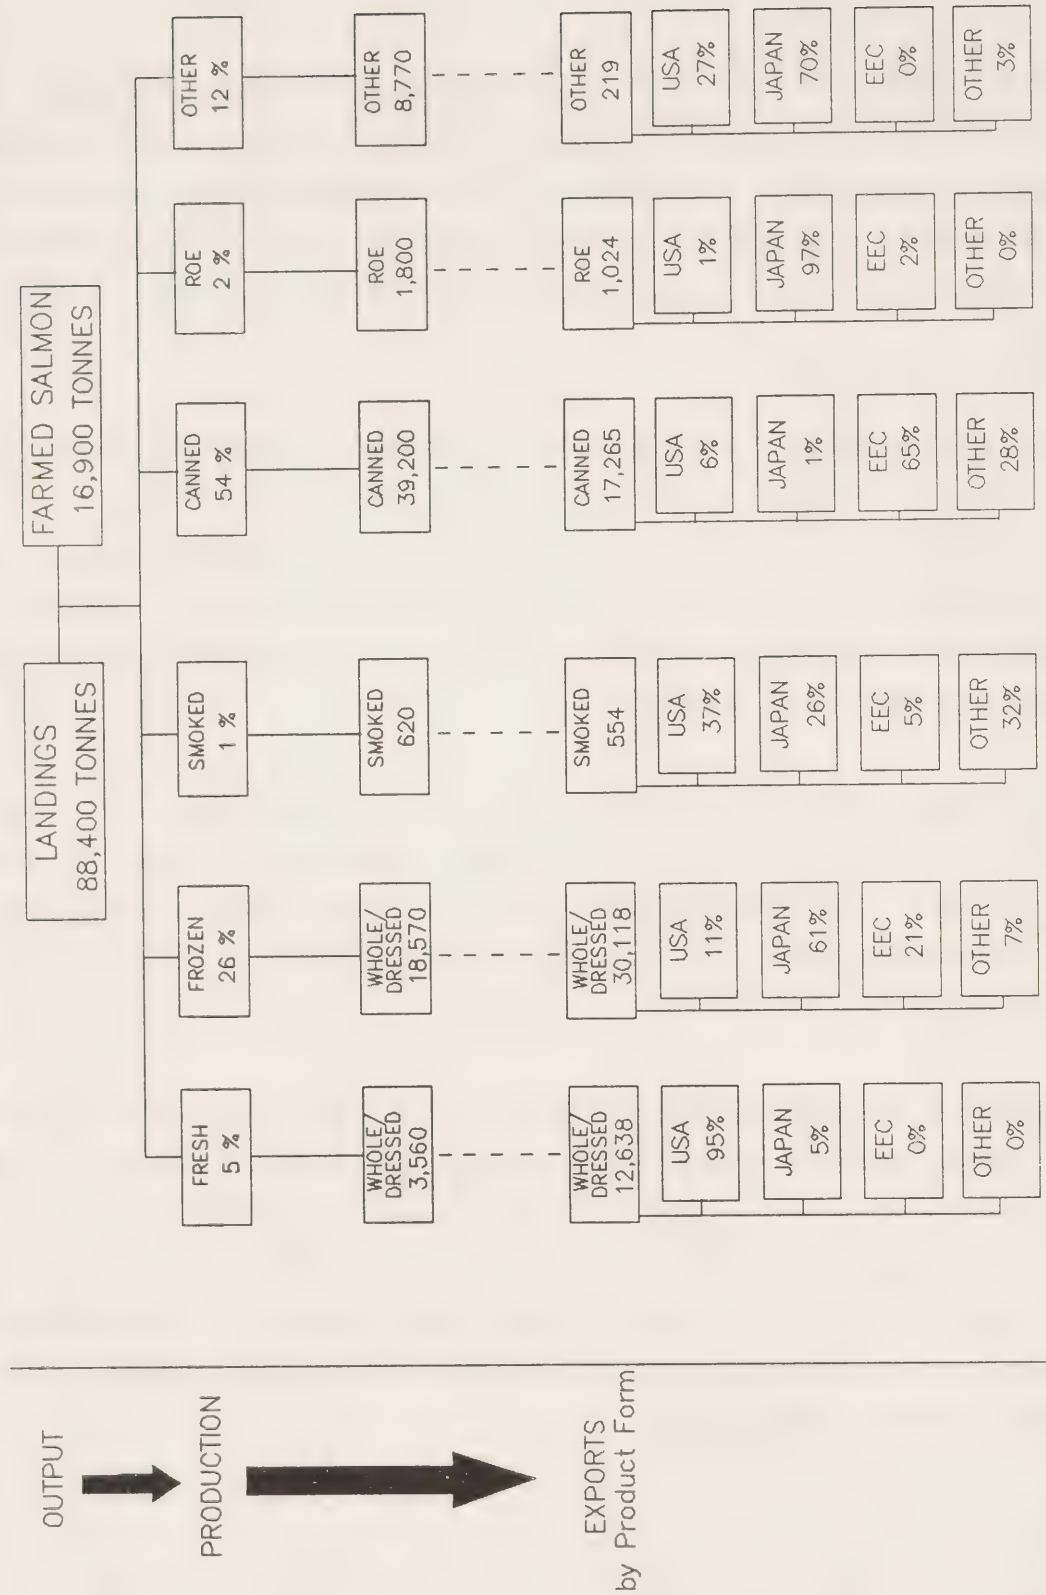 OUTPUT
PRODUCTION
EXPORTS
by Product Form
LANDINGS
88,400 TONNES
FARMED SALMON
16,900 TONNES
FRESH
5 %
FROZEN
26 %
SMOKED
1 %
CANNED
54 %
ROE
2 %
OTHER
12 %
WHOLE/
DRESSED
3,560
WHOLE/
DRESSED
18,570
SMOKED
620
CANNED
39,200
ROE
1,800
OTHER
8,770
WHOLE/
DRESSED
12,638
WHOLE/
DRESSED
30,118
SMOKED
554
CANNED
17,265
ROE
1,024
OTHER
219
USA
95%
USA
11%
USA
37%
USA
6%
USA
1%
USA
27%
JAPAN
5%
JAPAN
61%
JAPAN
26%
JAPAN
1%
JAPAN
97%
JAPAN
70%
EEC
0%
EEC
21%
EEC
5%
EEC
65%
EEC
2%
EEC
0%
OTHER
0%
OTHER
7%
OTHER
32%
OTHER
28%
OTHER
0%
OTHER
3%